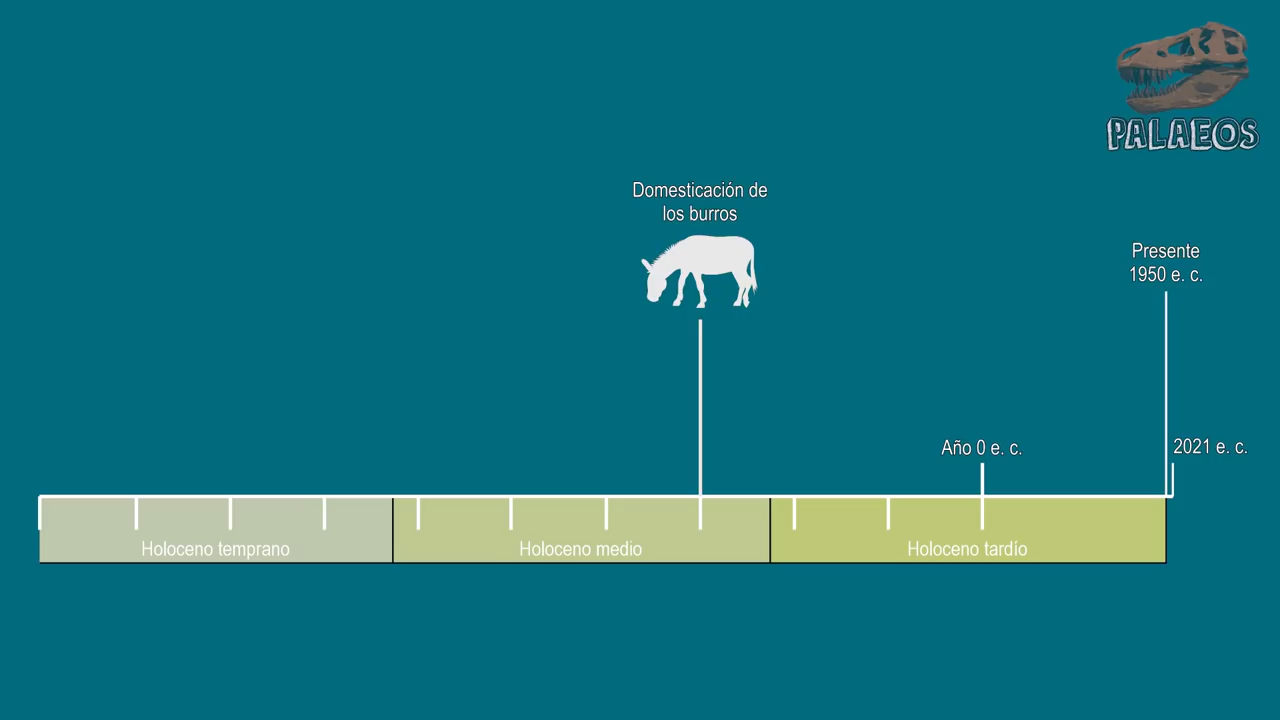 PALAEOS
Domesticación de
los burros
Presente
1950 e. c.
Año 0 e. c.
2021 e. c.
Holoceno temprano
Holoceno medio
Holoceno tardío